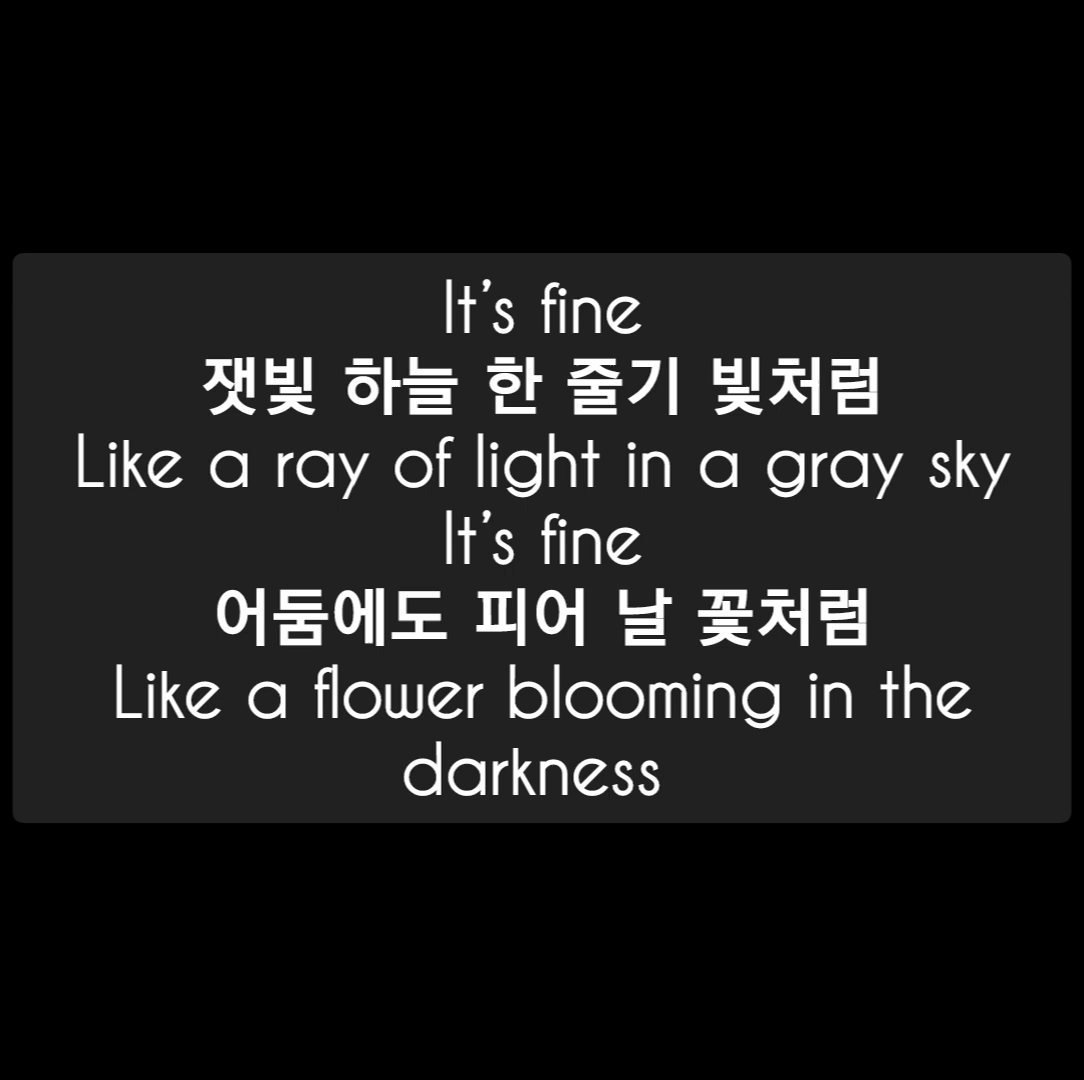 It's fine
잿빛 하늘 한 줄기 빛처럼
Like a ray of light in a gray sky
It's fine
어둠에도 피어 날 꽃처럼
Like a flower blooming in the
darkness